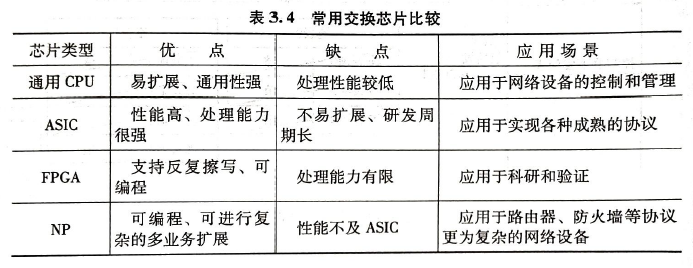 表 3.4 常用交换芯片比较
芯片类型 优 点 缺 点 应用场景
通用 CPU 易扩展、通用性强 处理性能较低 应用于网络设备的控制和管理
ASIC 性能高、处理能力很强 不易扩展、研发周期长 应用于实现各种成熟的协议
FPGA 支持反复擦写、可编程 处理能力有限 应用于科研和验证
NP 可编程、可进行复杂的多业务扩展 性能不及 ASIC 应用于路由器、防火墙等协议更为复杂的网络设备